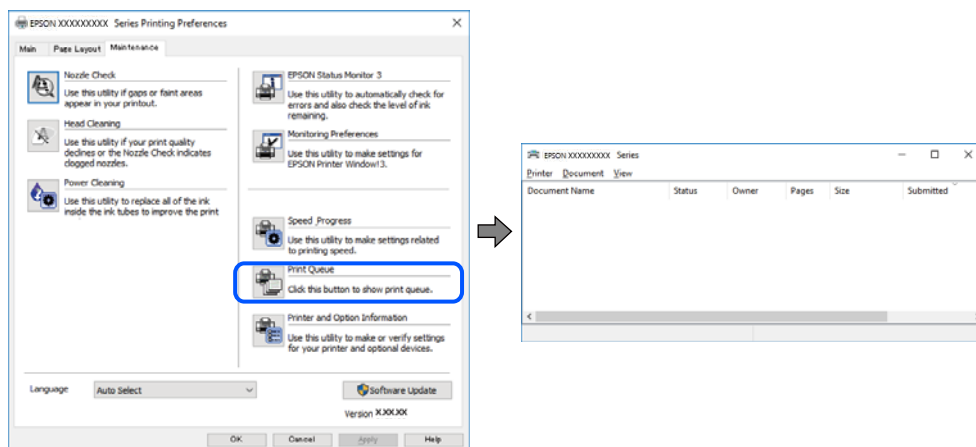 EPSON XXXXXXXXX Series Printing Preferences
Main Page Layout Maintenance
Nozzle Check
Use this utility if gaps or faint areas
appear in your printout.
Head Cleaning
Use this utility if your print quality
declines or the Nozzle Check indicates
clogged nozzles.
Power Cleaning
Use this utility to replace all of the ink
inside the ink tubes to improve the print
EPSON Status Monitor 3
Use this utility to automatically check for
errors and also check the level of ink
remaining.
Monitoring Preferences
Use this utility to make settings for
EPSON Printer Window!3.
Speed Progress
Use this utility to make settings related
to printing speed.
Print Queue
Click this button to show print queue.
Printer and Option Information
Use this utility to make or verify settings
for your printer and optional devices.
Language Auto Select
Software Update
Version X.XX.XX
OK Cancel Apply Help
EPSON XXXXXXXXX Series
Printer Document View
Document Name Status Owner Pages Size Submitted